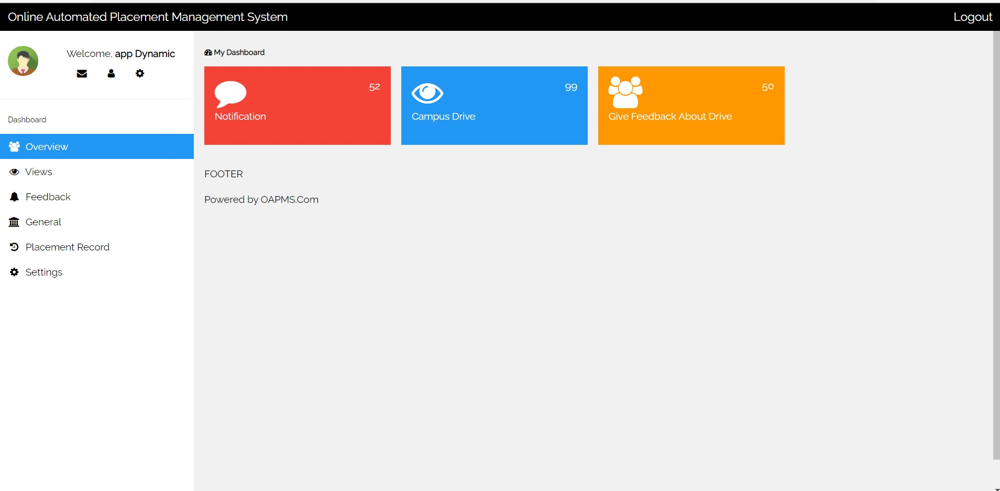 Online Automated Placement Management System
Logout
Welcome, app Dynamic
Dashboard
Overview
Views
Feedback
General
Placement Record
Settings
My Dashboard
52
Notification
99
Campus Drive
50
Give Feedback About Drive
FOOTER
Powered by OAPMS.Com